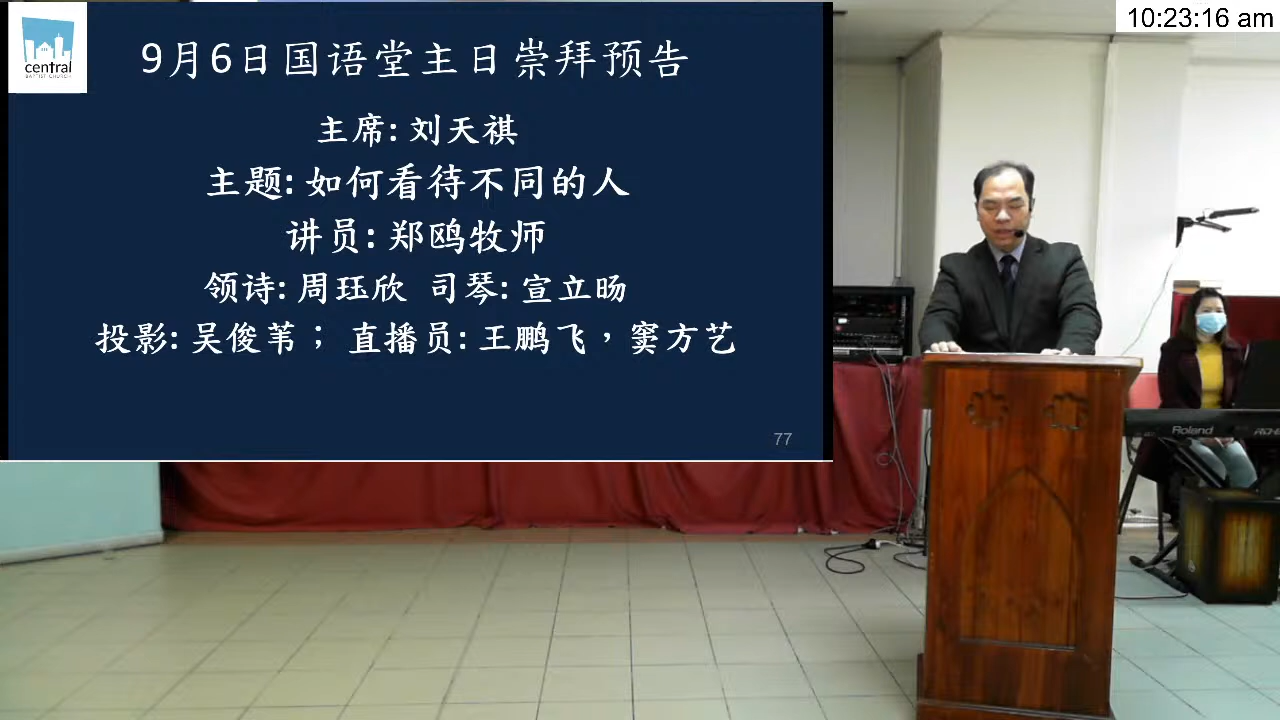 10:23:16 am
central
BAPTIST CHURCH
9月6日国语堂主日崇拜预告
主席: 刘天祺
主题: 如何看待不同的人
讲员: 郑鸥牧师
领诗: 周珏欣 司琴: 宣立旸
投影: 吴俊苇； 直播员: 王鹏飞，窦方艺
77
Roland